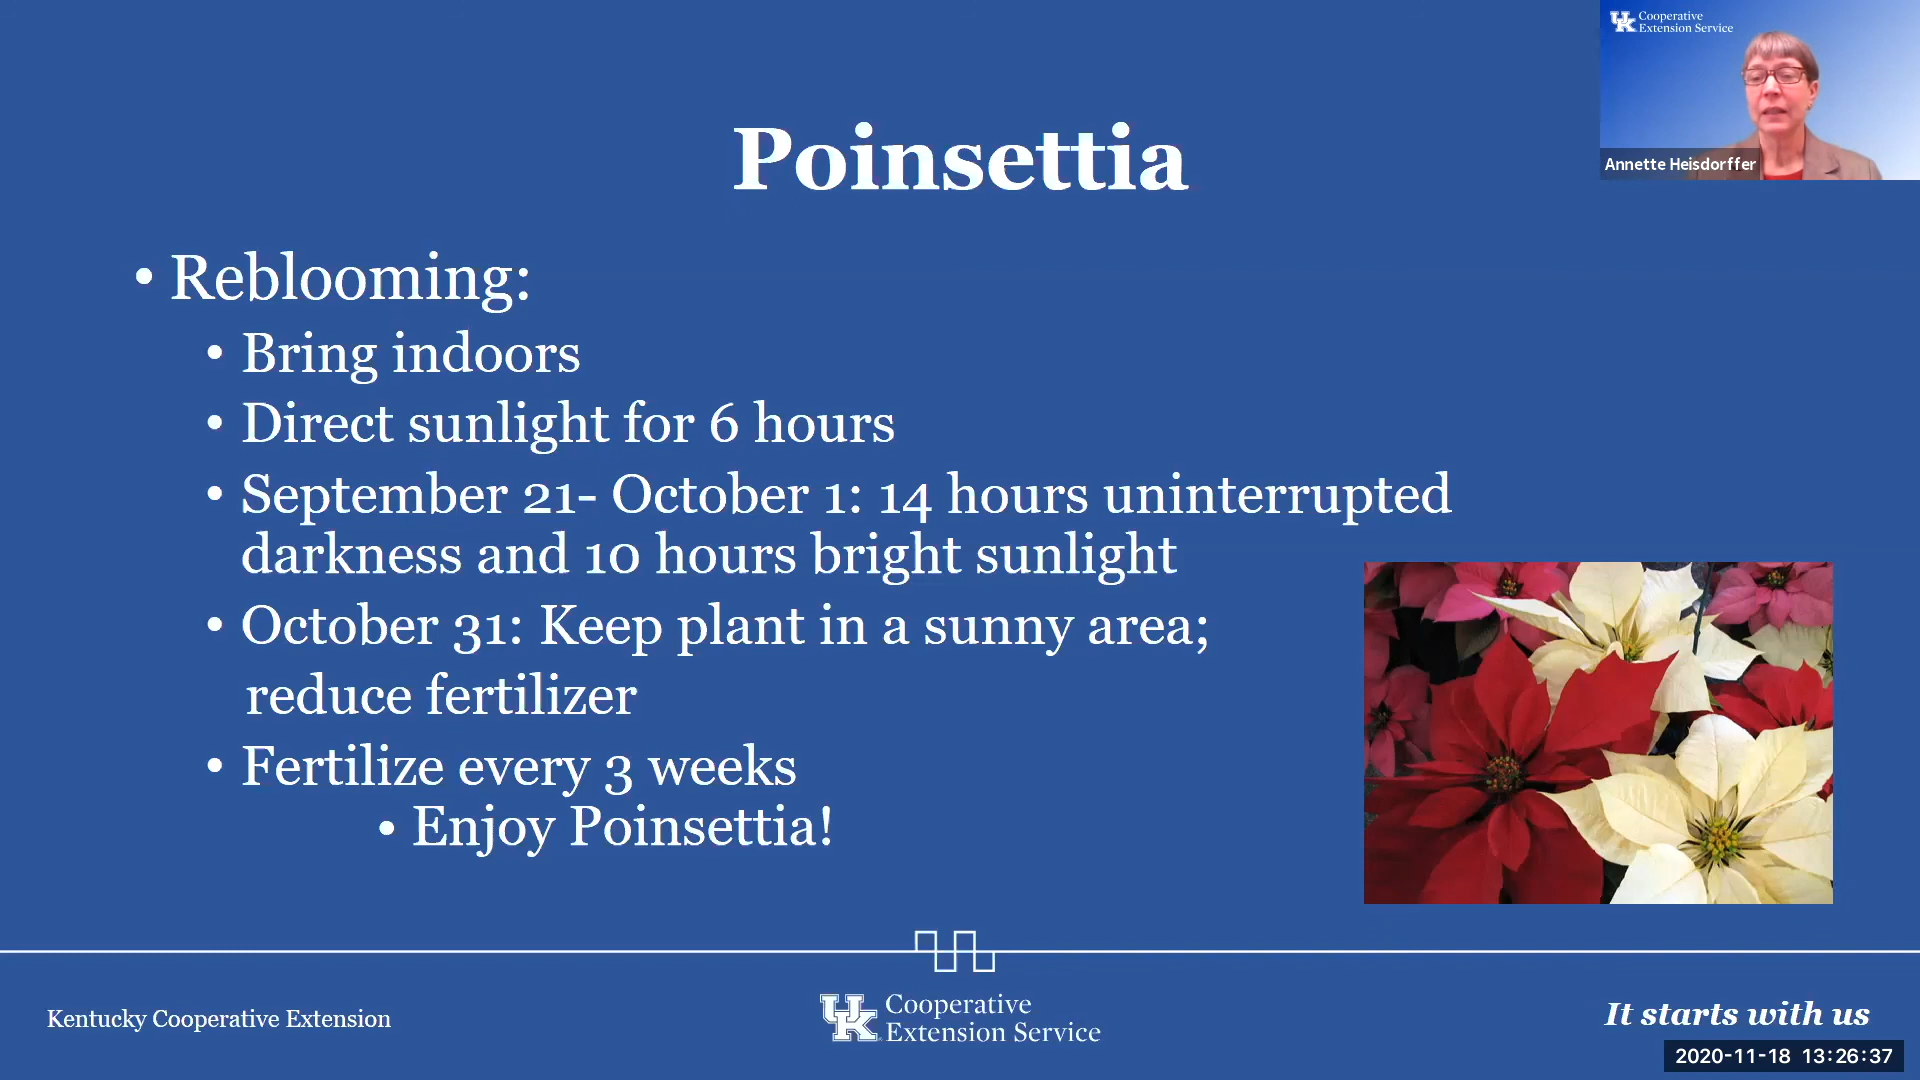 UK Cooperative
Extension Service
Annette Heisdorffer
Poinsettia
• Reblooming:
• Bring indoors
• Direct sunlight for 6 hours
• September 21- October 1: 14 hours uninterrupted
darkness and 10 hours bright sunlight
• October 31: Keep plant in a sunny area;
reduce fertilizer
• Fertilize every 3 weeks
• Enjoy Poinsettia!
Kentucky Cooperative Extension
UK Cooperative
Extension Service
It starts with us
2020-11-18 13:26:37